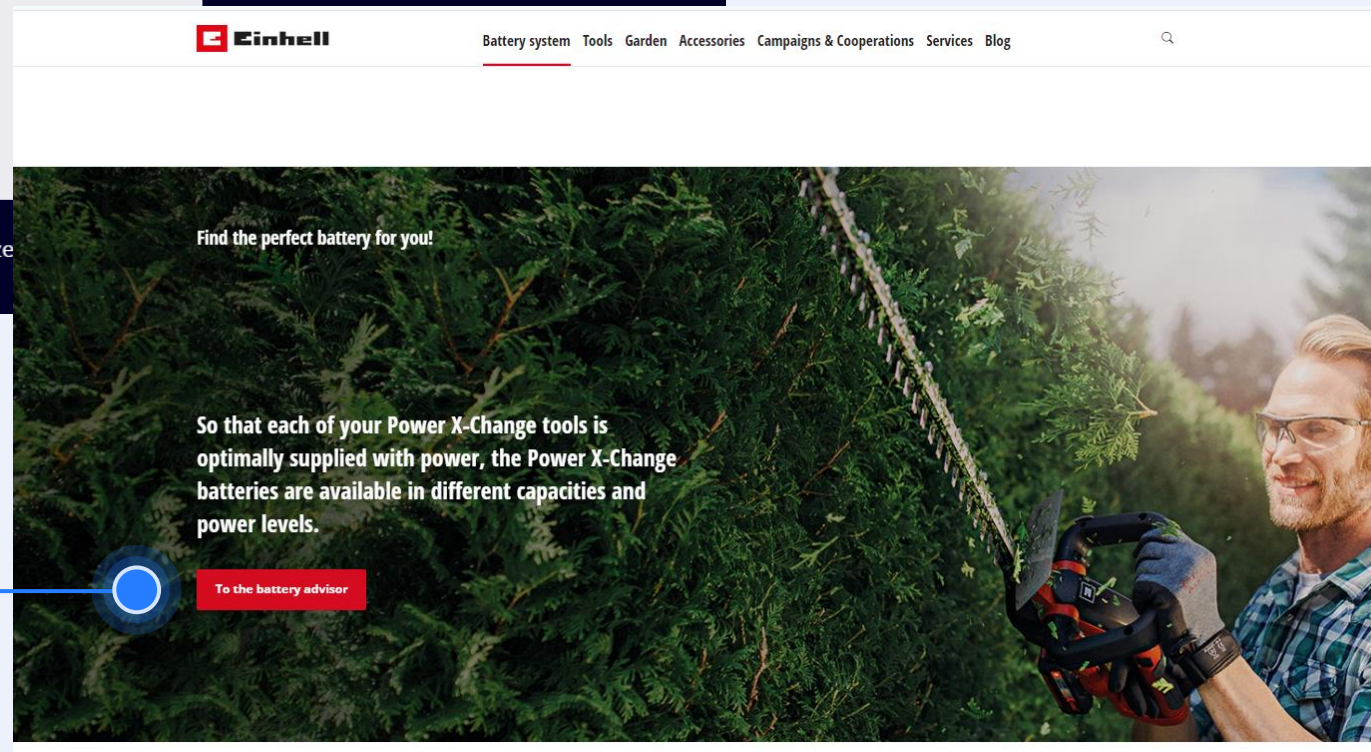 Einhell
Battery system Tools Garden Accessories Campaigns & Cooperations Services Blog
Find the perfect battery for you!
So that each of your Power X-Change tools is
optimally supplied with power, the Power X-Change
batteries are available in different capacities and
power levels.
To the battery advisor